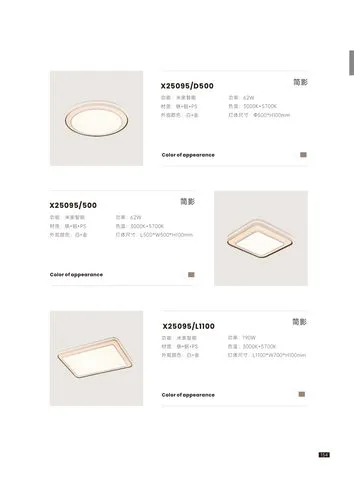 X25095/D500
简影
功能：米家智能
功率：62W
材质：铁+铝+PS
色温：3000K+5700K
外观颜色：白+金
灯体尺寸：Φ500*H100mm
Color of appearance
X25095/500
简影
功能：米家智能
功率：62W
材质：铁+铝+PS
色温：3000K+5700K
外观颜色：白+金
灯体尺寸：L500*W500*H100mm
Color of appearance
X25095/L1100
简影
功能：米家智能
功率：110W
材质：铁+铝+PS
色温：3000K+5700K
外观颜色：白+金
灯体尺寸：L1100*W700*H100mm
Color of appearance
154